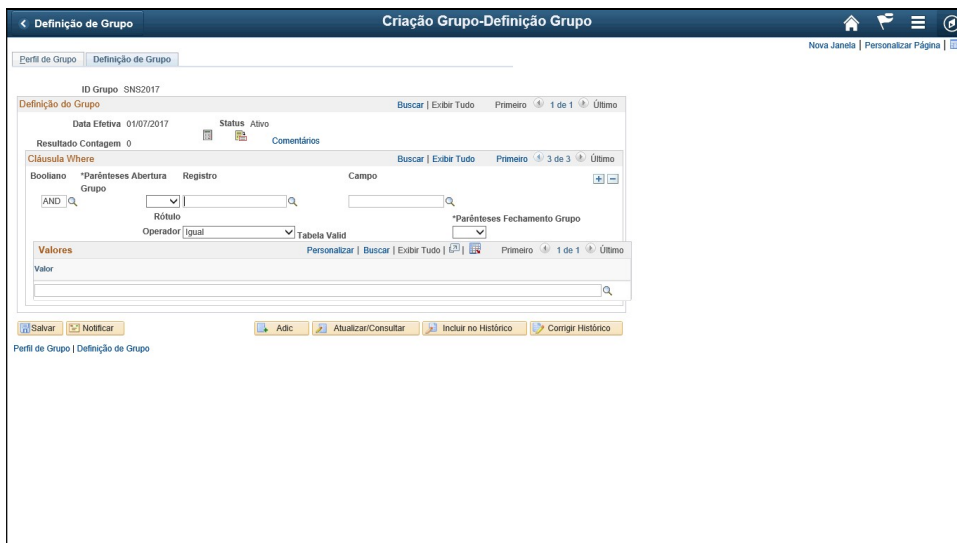 Definição de Grupo
Criação Grupo-Definição Grupo
Nova Janela | Personalizar Página |
Perfil de Grupo
Definição de Grupo
ID Grupo SNS2017
Definição do Grupo
Buscar | Exibir Tudo Primeiro 1 de 1 Último
Data Efetiva 01/07/2017 Status Ativo
Resultado Contagem 0 Comentários
Cláusula Where
Buscar | Exibir Tudo Primeiro 3 de 3 Último
Booliano *Parênteses Abertura Grupo Registro Campo
AND
Rótulo
*Parênteses Fechamento Grupo
Operador Igual Tabela Valid
Valores
Personalizar | Buscar | Exibir Tudo | | Primeiro 1 de 1 Último
Valor
Salvar Notificar Adic Atualizar/Consultar Incluir no Histórico Corrigir Histórico
Perfil de Grupo | Definição de Grupo